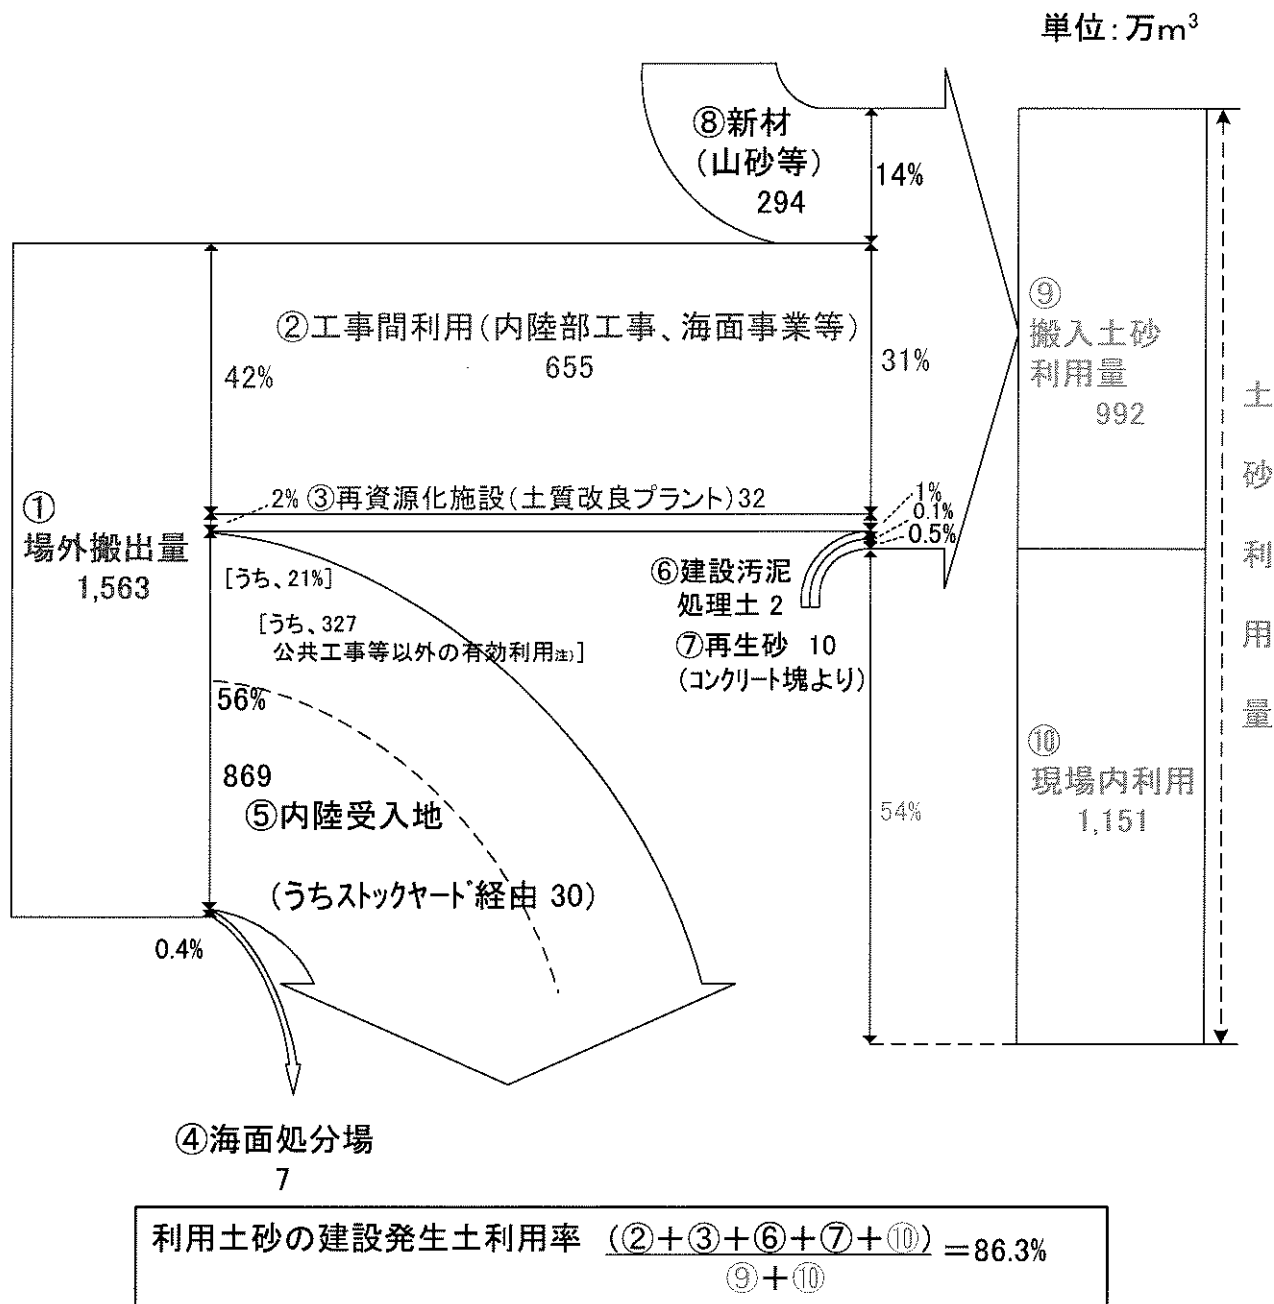 単位:万m³
⑧新材
(山砂等)
294
14%
②工事間利用(内陸部工事、海面事業等)
655
42%
31%
⑨
搬入土砂
利用量
992
土砂利用量
2%
③再資源化施設(土質改良プラント)32
1%
0.1%
0.5%
①
場外搬出量
1,563
[うち、21%]
[うち、327
公共工事等以外の有効利用注)]
⑥建設汚泥
処理土 2
⑦再生砂 10
(コンクリート塊より)
56%
869
⑤内陸受入地
(うちストックヤード経由 30)
54%
⑩
現場内利用
1,151
0.4%
④海面処分場
7
利用土砂の建設発生土利用率 (②+③+⑥+⑦+⑩)
=86.3%
⑨+⑩